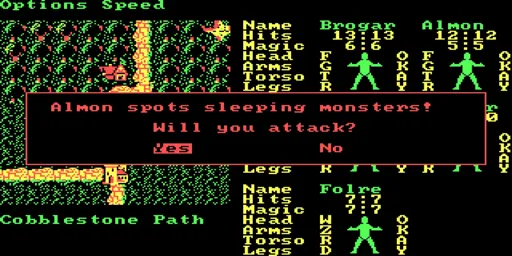 Options Speed
Name Brogar Almon
Hits 13:13 12:12
Magic 6:6 5:5
Head F O F O
Arms G K G K
Torso T A T A
Legs R Y R Y
Almon spots sleeping monsters!
Will you attack?
Yes No
Legs R Y R Y
Name Folre
Hits 7:7
Magic 7:7
Head W O
Arms Z K
Torso R A
Legs D Y
Cobblestone Path